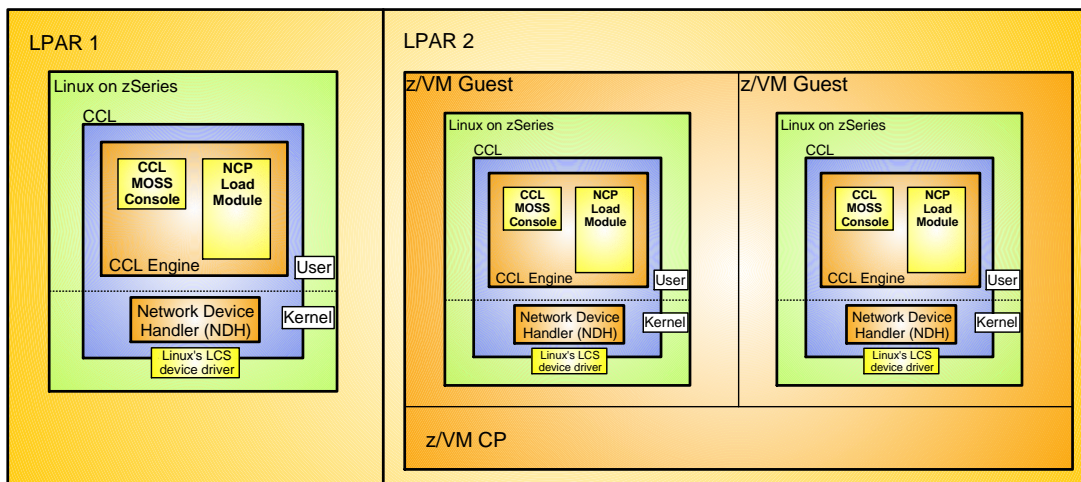 LPAR 1
Linux on zSeries
CCL
CCL
MOSS
Console
NCP
Load
Module
CCL Engine
User
Kernel
Network Device
Handler (NDH)
Linux's LCS
device driver
LPAR 2
z/VM Guest
Linux on zSeries
CCL
CCL
MOSS
Console
NCP
Load
Module
CCL Engine
User
Kernel
Network Device
Handler (NDH)
Linux's LCS
device driver
z/VM Guest
Linux on zSeries
CCL
CCL
MOSS
Console
NCP
Load
Module
CCL Engine
User
Kernel
Network Device
Handler (NDH)
Linux's LCS
device driver
z/VM CP